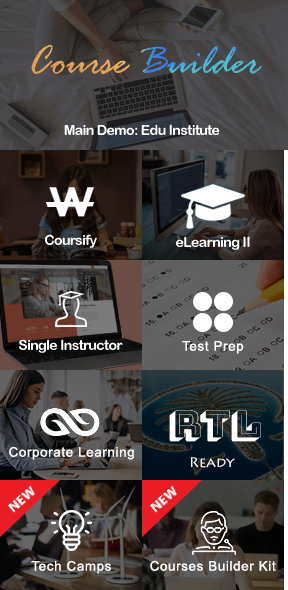 Course Builder
Main Demo: Edu Institute
Coursify
eLearning II
Single Instructor
Test Prep
Corporate Learning
RTL
READY
NEW
Tech Camps
NEW
Courses Builder Kit